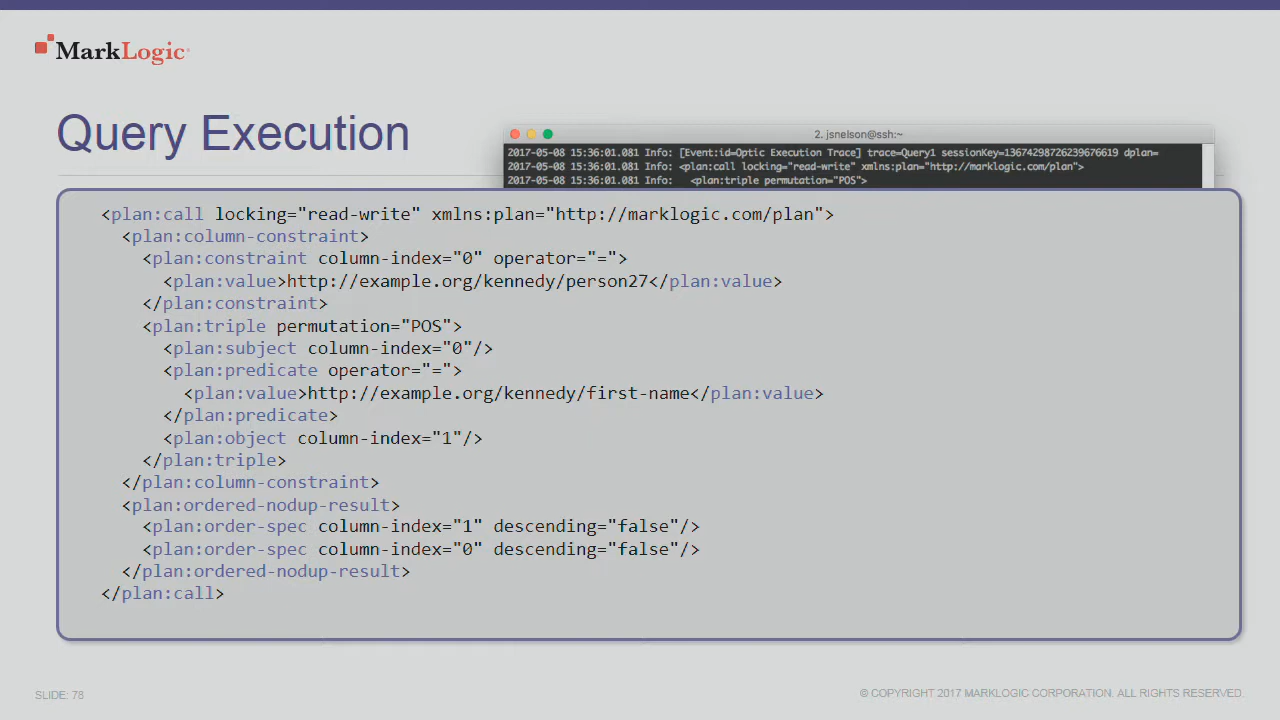 MarkLogic
Query Execution
2. jsnelson@ssh:~
2017-05-08 15:36:01.081 Info: [Event:id=Optic Execution Trace] trace=Query1 sessionKey=13674298726239676619 dplan=
2017-05-08 15:36:01.081 Info: <plan:call locking="read-write" xmlns:plan="http://marklogic.com/plan">
2017-05-08 15:36:01.081 Info:   <plan:triple permutation="POS">
<plan:call locking="read-write" xmlns:plan="http://marklogic.com/plan">
<plan:column-constraint>
<plan:constraint column-index="0" operator="=">
<plan:value>http://example.org/kennedy/person27</plan:value>
</plan:constraint>
<plan:triple permutation="POS">
<plan:subject column-index="0"/>
<plan:predicate operator="=">
<plan:value>http://example.org/kennedy/first-name</plan:value>
</plan:predicate>
<plan:object column-index="1"/>
</plan:triple>
</plan:column-constraint>
<plan:ordered-nodup-result>
<plan:order-spec column-index="1" descending="false"/>
<plan:order-spec column-index="0" descending="false"/>
</plan:ordered-nodup-result>
</plan:call>
SLIDE: 78
© COPYRIGHT 2017 MARKLOGIC CORPORATION. ALL RIGHTS RESERVED.